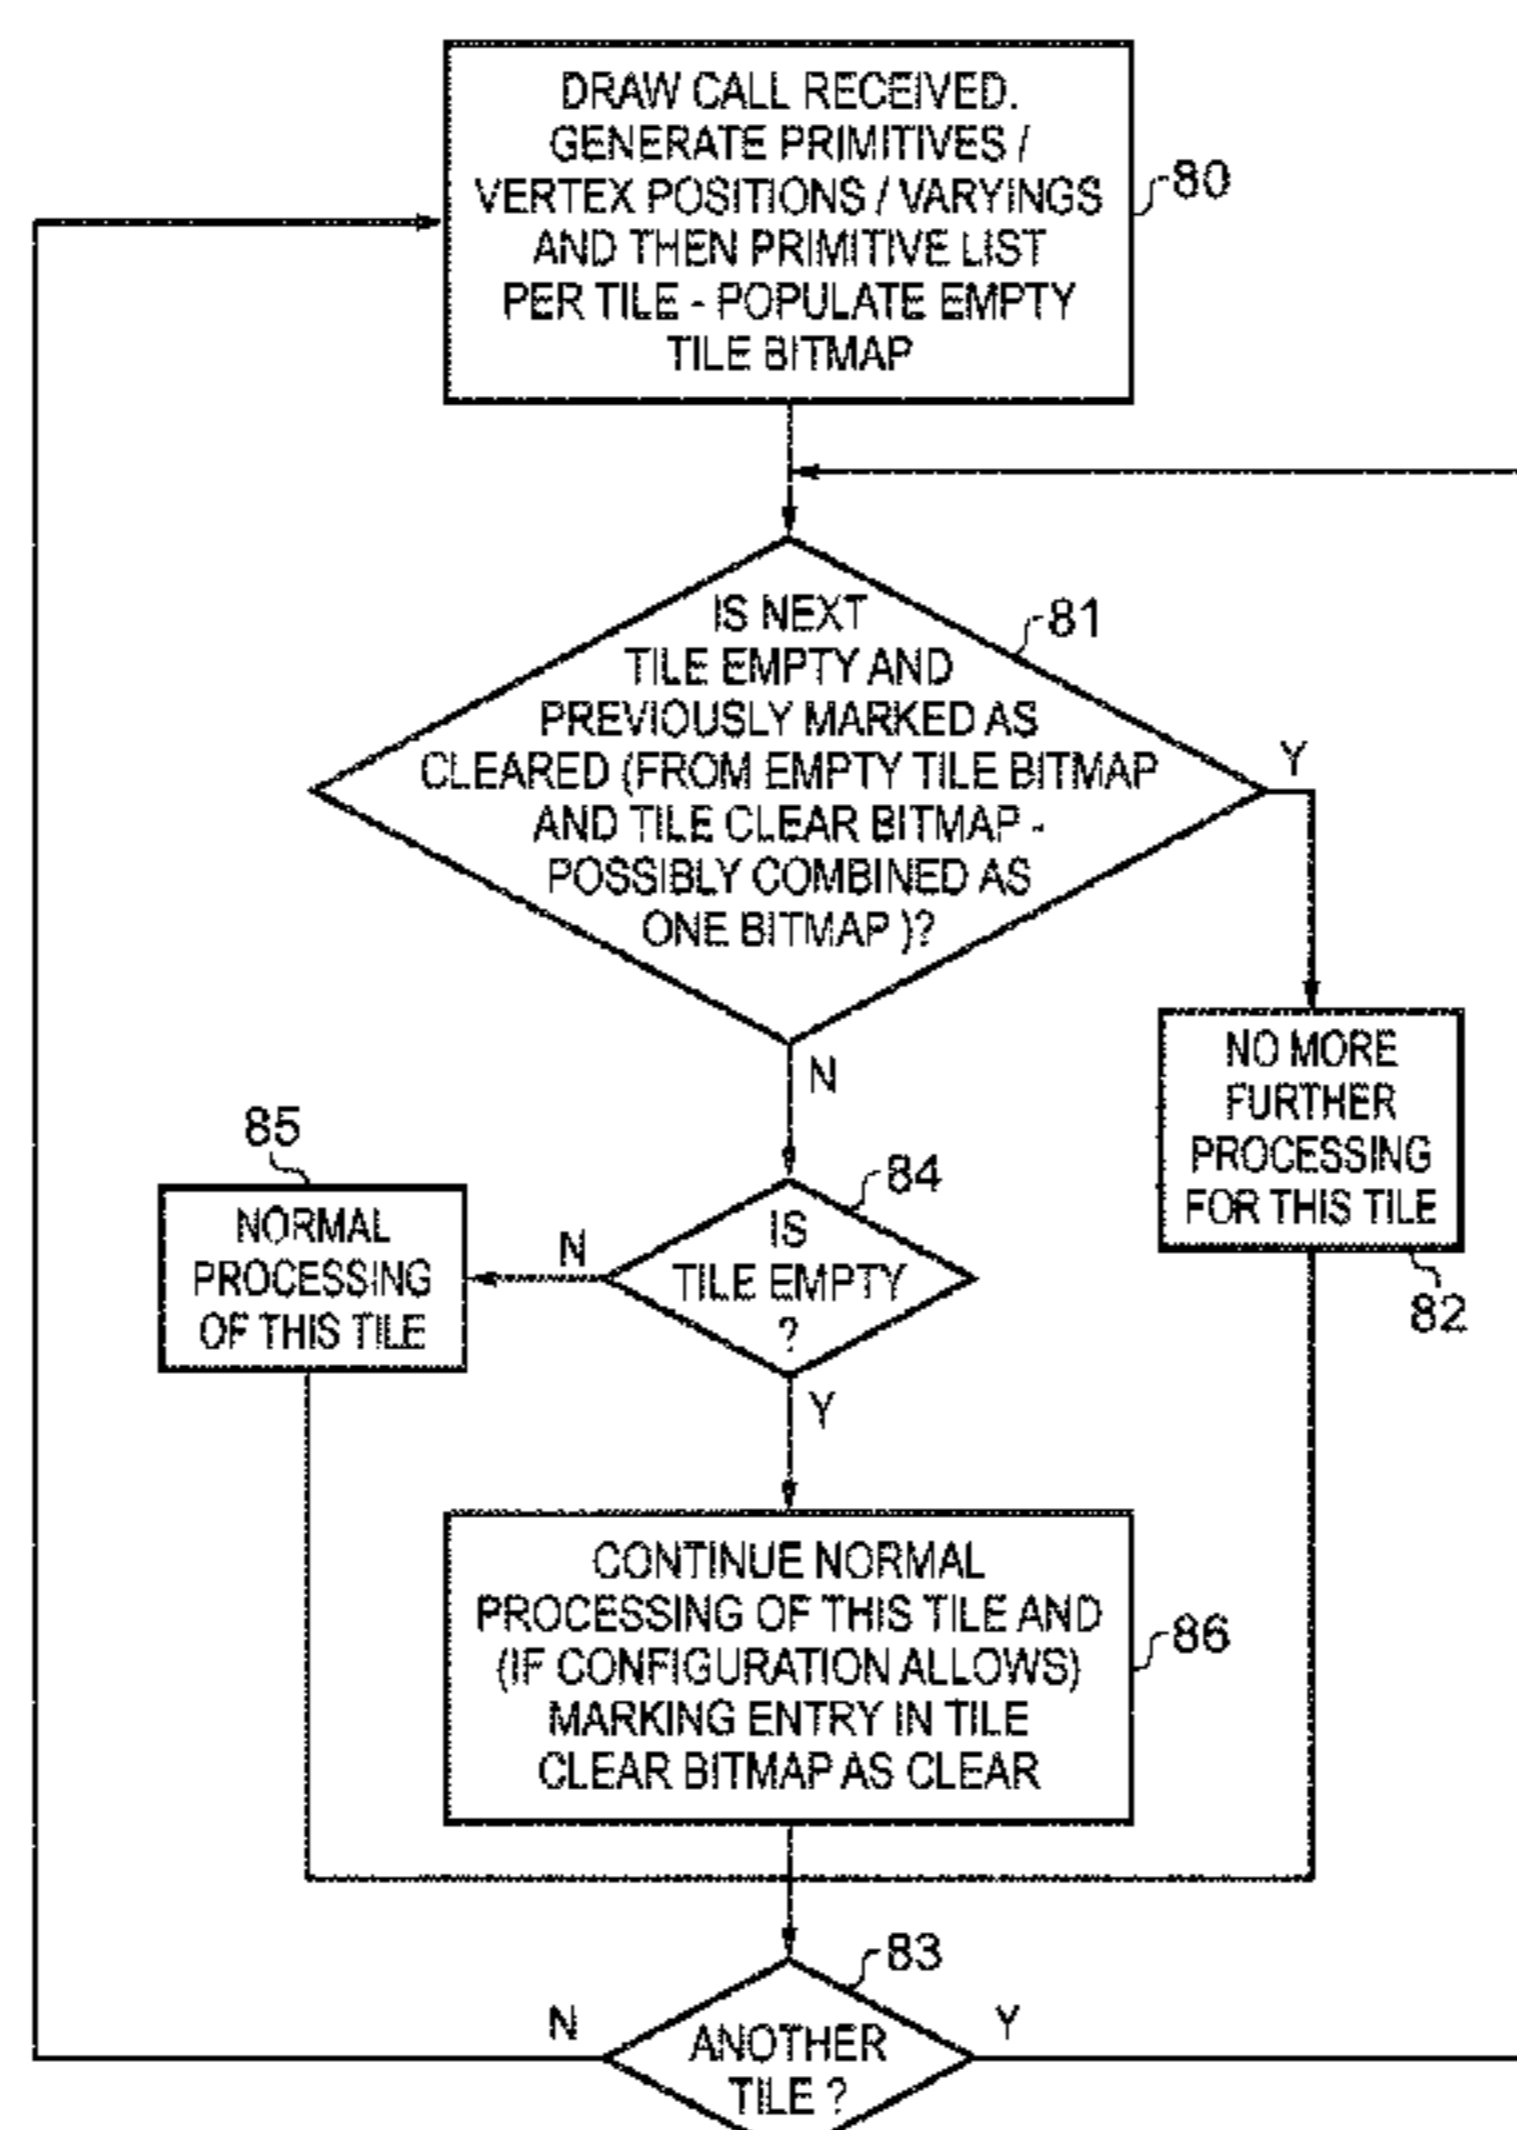 DRAW CALL RECEIVED.
GENERATE PRIMITIVES /
VERTEX POSITIONS / VARYINGS
AND THEN PRIMITIVE LIST
PER TILE - POPULATE EMPTY
TILE BITMAP
80
IS NEXT
TILE EMPTY AND
PREVIOUSLY MARKED AS
CLEARED (FROM EMPTY TILE BITMAP
AND TILE CLEAR BITMAP -
POSSIBLY COMBINED AS
ONE BITMAP )?
81
Y
N
NO MORE
FURTHER
PROCESSING
FOR THIS TILE
82
IS
TILE EMPTY
?
84
N
Y
85
NORMAL
PROCESSING
OF THIS TILE
CONTINUE NORMAL
PROCESSING OF THIS TILE AND
(IF CONFIGURATION ALLOWS)
MARKING ENTRY IN TILE
CLEAR BITMAP AS CLEAR
86
83
N
Y
ANOTHER
TILE ?